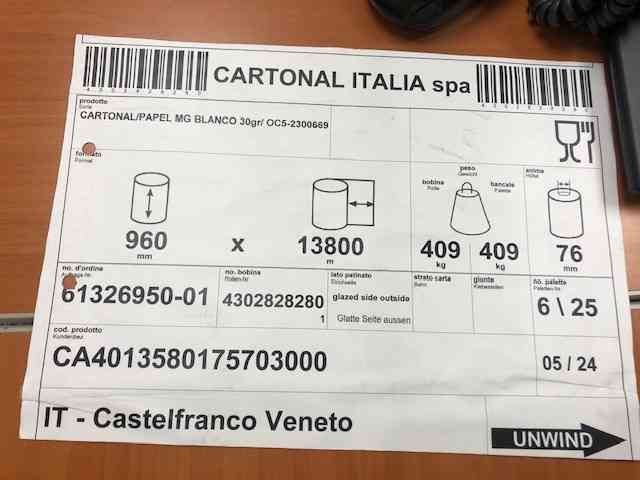 CARTONAL ITALIA spa
prodotto
Sorte
CARTONAL/PAPEL MG BLANCO 30gr/ OC5-2300669
formato
Format
960
mm
x
13800
m
peso
Gewicht
bobina
Rolle
bancale
Palette
409
kg
409
kg
anima
Hülse
76
mm
no. d'ordine
Auftrags-Nr.
61326950-01
no. bobina
Rollen-Nr.
4302828280
1
lato patinato
glazed side outside
Glatte Seite aussen
strato carta
Bahn
giunte
Klebestellen
no. paletta
Paletten-Nr.
6 \ 25
cod. prodotto
Kundenbez.
CA4013580175703000
05 / 24
IT - Castelfranco Veneto
UNWIND